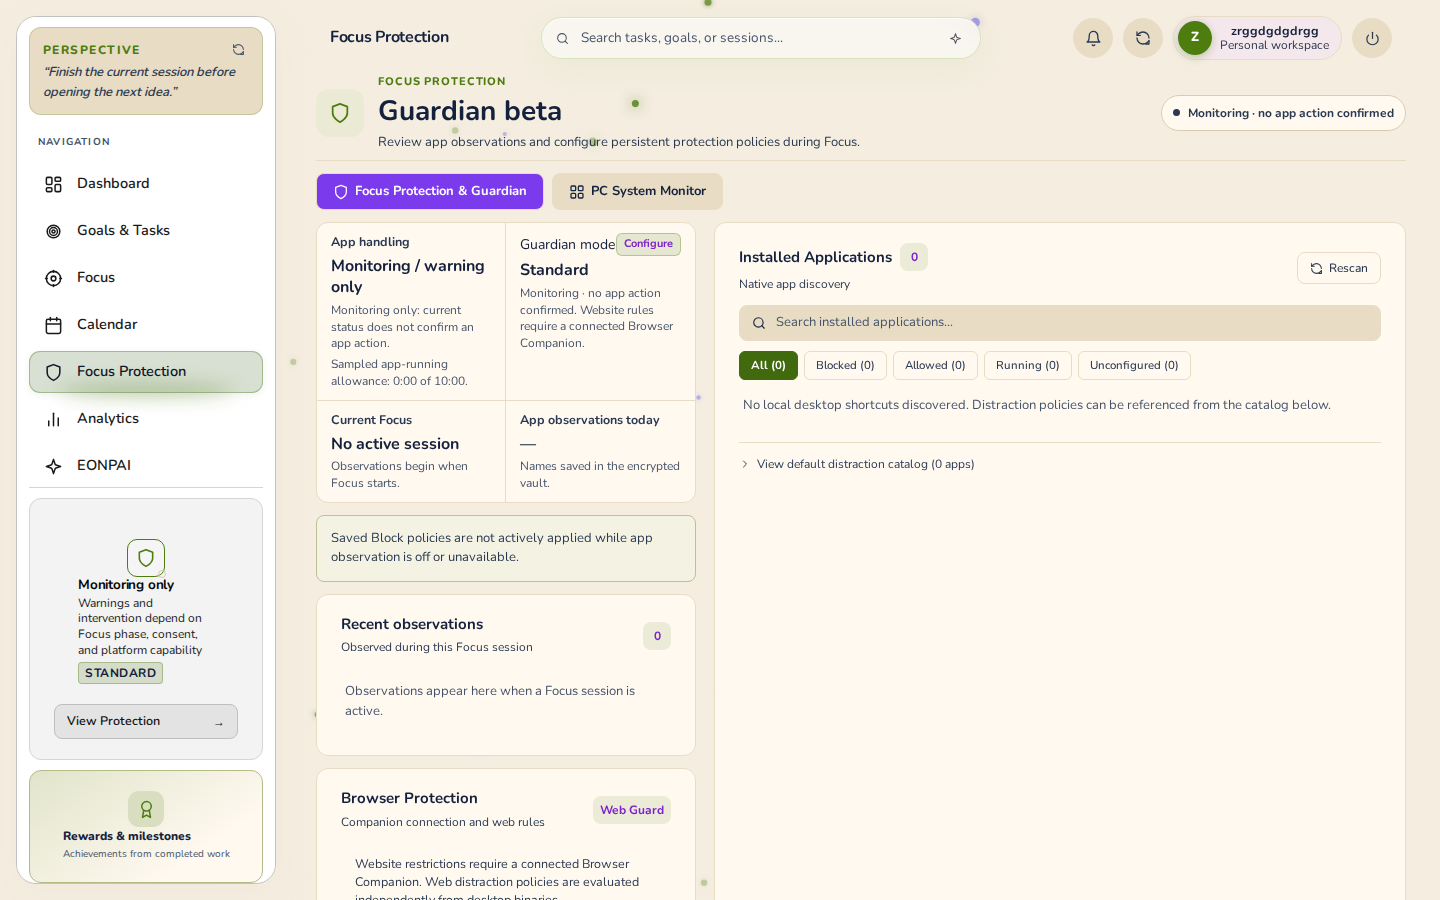 PERSPECTIVE
“Finish the current session before
opening the next idea.”
NAVIGATION
Dashboard
Goals & Tasks
Focus
Calendar
Focus Protection
Analytics
EONPAI
Monitoring only
Warnings and
intervention depend on
Focus phase, consent,
and platform capability
STANDARD
View Protection →
Rewards & milestones
Achievements from completed work
Focus Protection
Search tasks, goals, or sessions...
Z
zrggdgdgdrgg
Personal workspace
FOCUS PROTECTION
Guardian beta
Review app observations and configure persistent protection policies during Focus.
Monitoring · no app action confirmed
Focus Protection & Guardian
PC System Monitor
App handling
Monitoring / warning
only
Monitoring only: current
status does not confirm an
app action.
Sampled app-running
allowance: 0:00 of 10:00.
Guardian mode
Configure
Standard
Monitoring · no app action
confirmed. Website rules
require a connected Browser
Companion.
Current Focus
No active session
Observations begin when
Focus starts.
App observations today
—
Names saved in the encrypted
vault.
Saved Block policies are not actively applied while app
observation is off or unavailable.
Recent observations
Observed during this Focus session
0
Observations appear here when a Focus session is
active.
Browser Protection
Companion connection and web rules
Web Guard
Website restrictions require a connected Browser
Companion. Web distraction policies are evaluated
independently from desktop binaries.
Installed Applications
0
Native app discovery
Rescan
Search installed applications...
All (0)
Blocked (0)
Allowed (0)
Running (0)
Unconfigured (0)
No local desktop shortcuts discovered. Distraction policies can be referenced from the catalog below.
View default distraction catalog (0 apps)